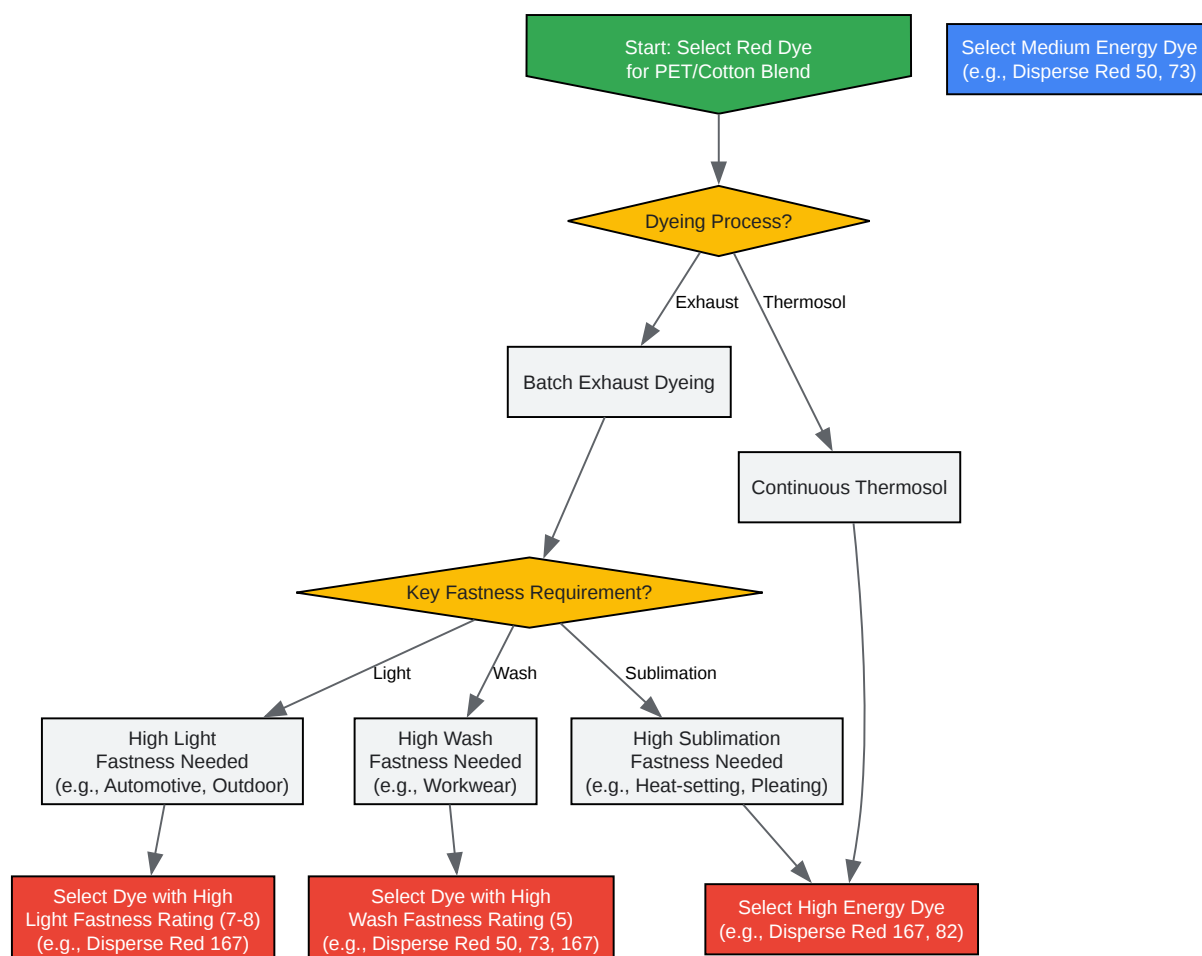 Start: Select Red Dye
for PET/Cotton Blend
Select Medium Energy Dye
(e.g., Disperse Red 50, 73)
Dyeing Process?
Exhaust
Thermosol
Batch Exhaust Dyeing
Continuous Thermosol
Key Fastness Requirement?
Light
Wash
Sublimation
High Light
Fastness Needed
(e.g., Automotive, Outdoor)
High Wash
Fastness Needed
(e.g., Workwear)
High Sublimation
Fastness Needed
(e.g., Heat-setting, Pleating)
Select Dye with High
Light Fastness Rating (7-8)
(e.g., Disperse Red 167)
Select Dye with High
Wash Fastness Rating (5)
(e.g., Disperse Red 50, 73, 167)
Select High Energy Dye
(e.g., Disperse Red 167, 82)